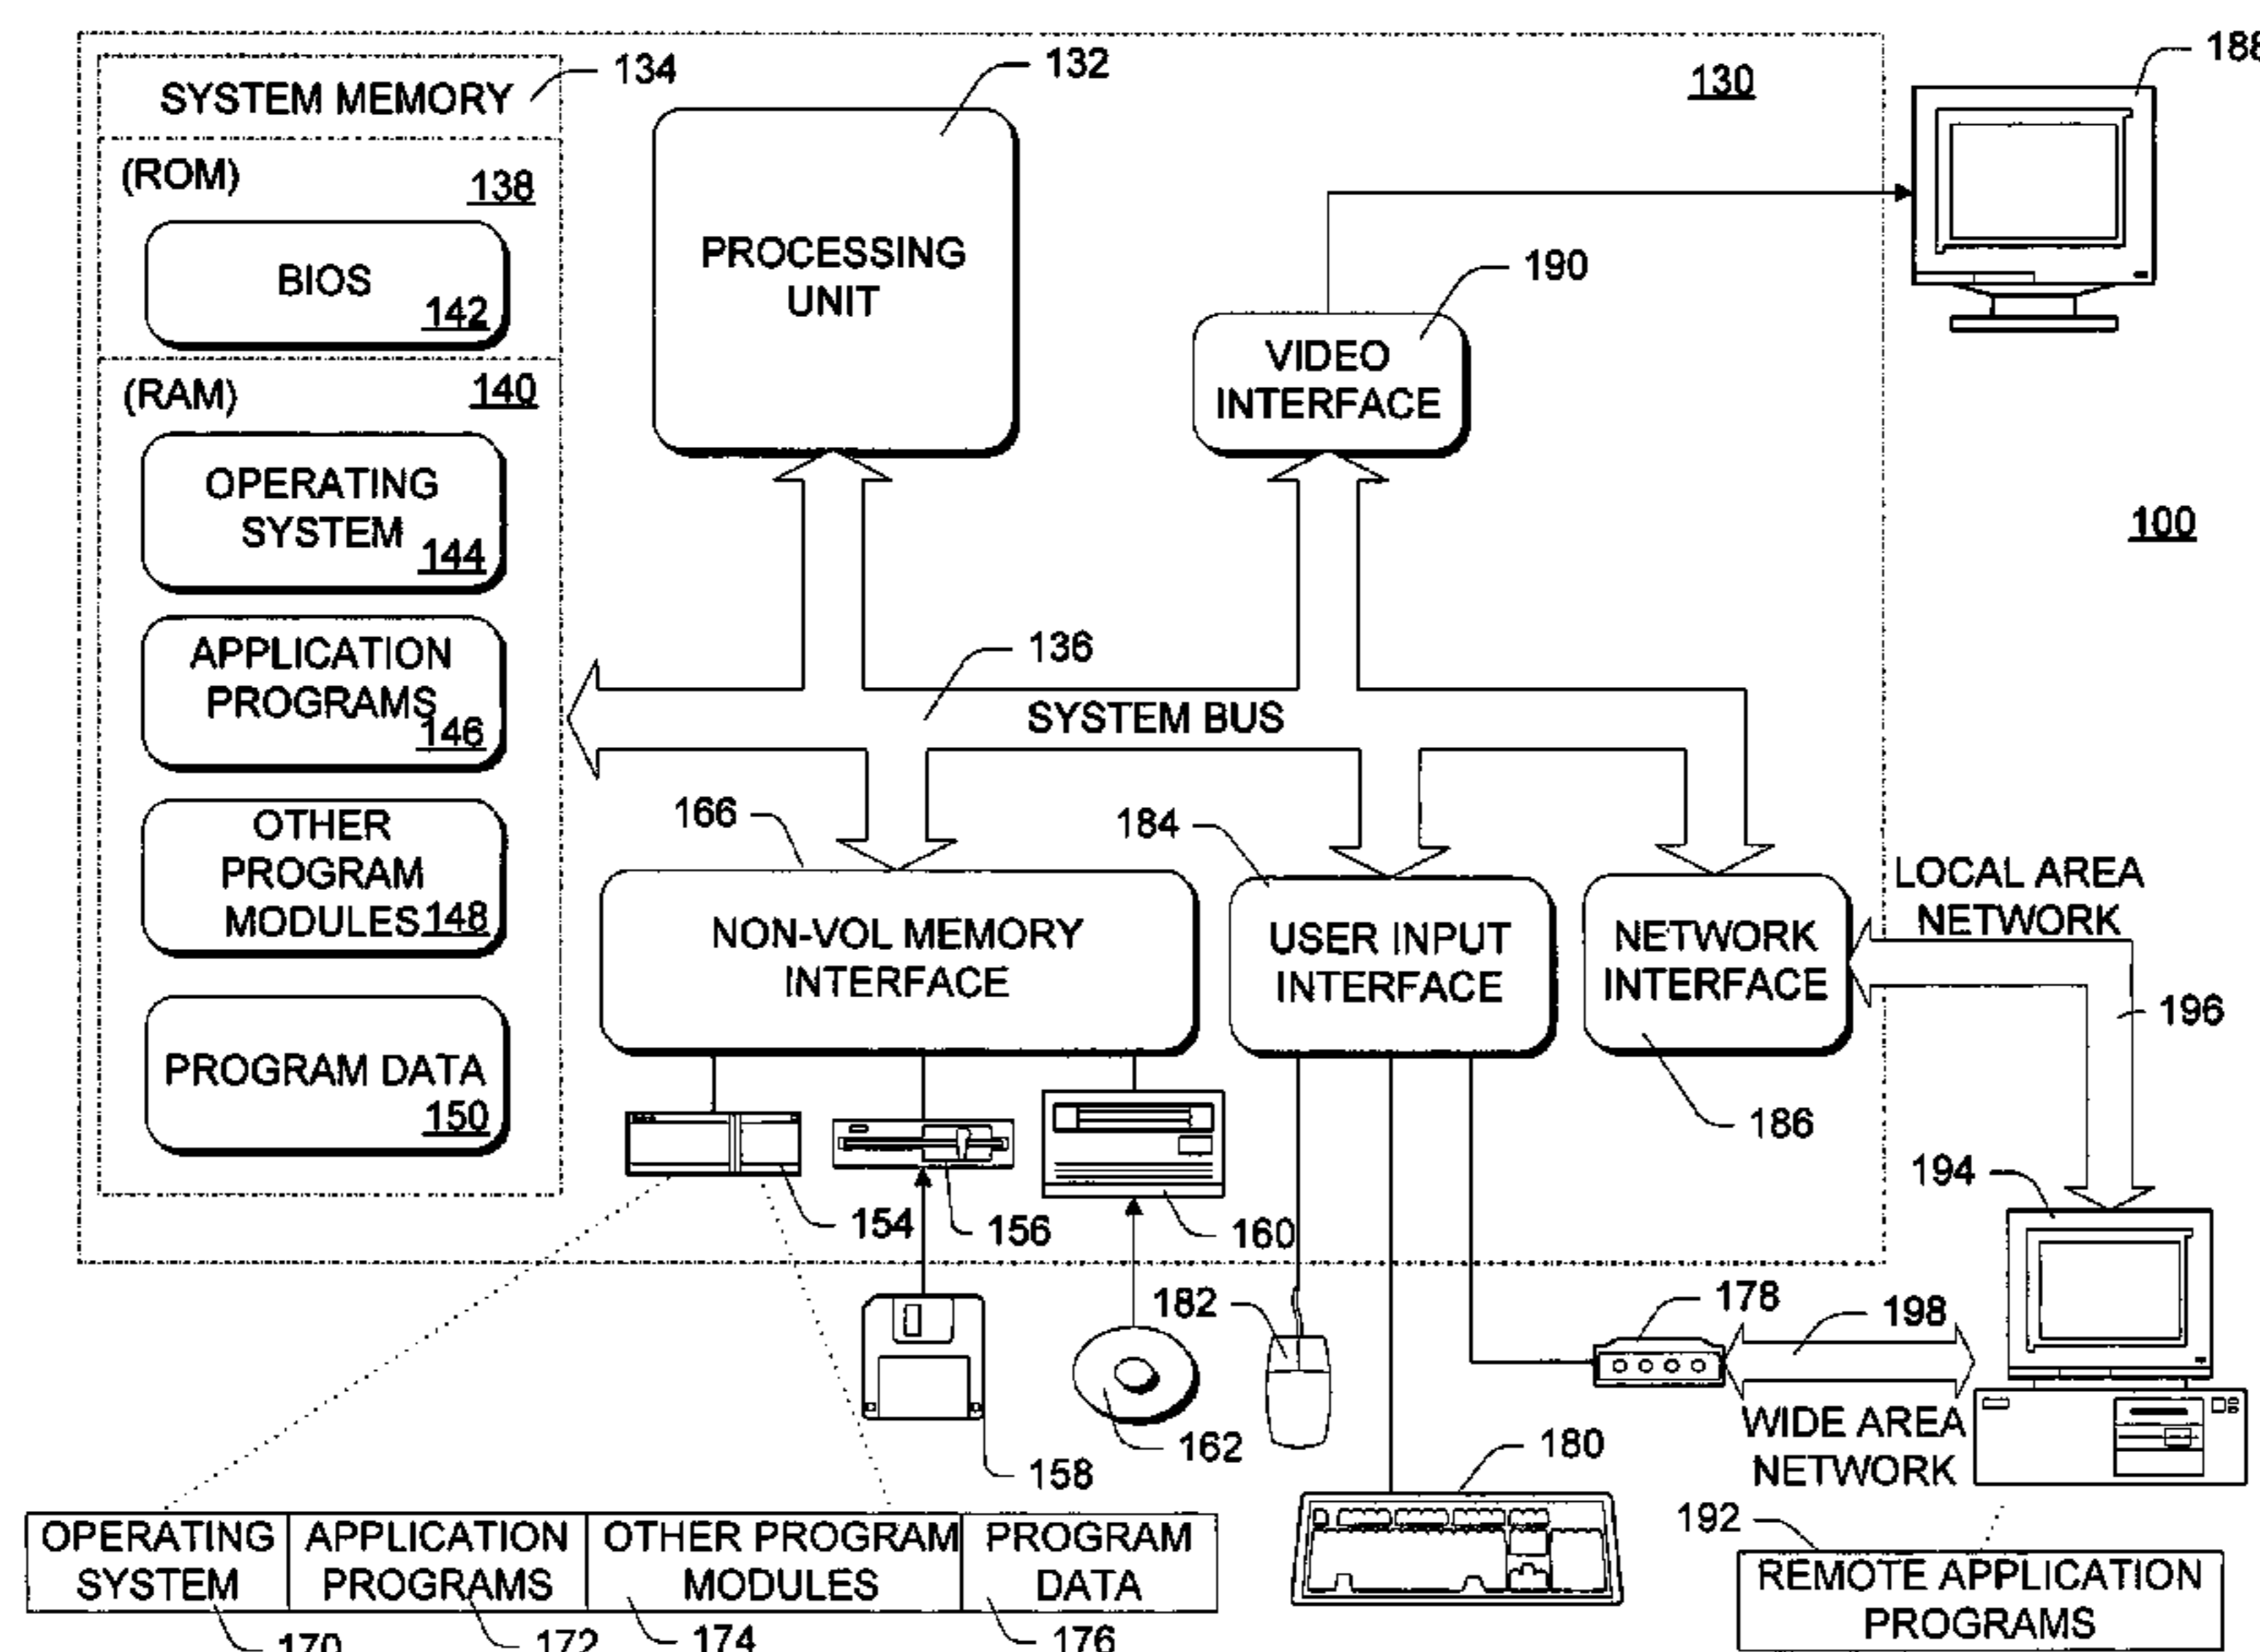 188
SYSTEM MEMORY
134
132
130
(ROM)
138
BIOS
142
PROCESSING
UNIT
190
VIDEO
INTERFACE
(RAM)
140
OPERATING
SYSTEM
144
100
APPLICATION
PROGRAMS
146
136
SYSTEM BUS
OTHER
PROGRAM
MODULES
148
166
184
NON-VOL MEMORY
INTERFACE
USER INPUT
INTERFACE
NETWORK
INTERFACE
LOCAL AREA
NETWORK
196
186
PROGRAM DATA
150
154
156
160
194
182
178
198
158
162
180
WIDE AREA
NETWORK
192
OPERATING
SYSTEM
APPLICATION
PROGRAMS
OTHER PROGRAM
MODULES
PROGRAM
DATA
REMOTE APPLICATION
PROGRAMS
170
172
174
176